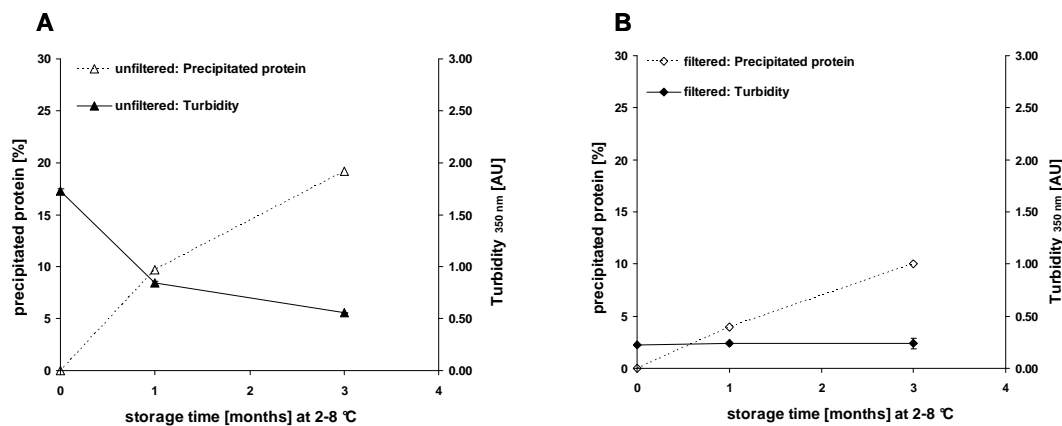 A
unfiltered: Precipitated protein
unfiltered: Turbidity
precipitated protein [%]
30
25
20
15
10
5
0
3.00
2.50
2.00
1.50
1.00
0.50
0.00
Turbidity 350 nm [AU]
0 1 2 3 4
storage time [months] at 2-8 °C
B
filtered: Precipitated protein
filtered: Turbidity
precipitated protein [%]
30
25
20
15
10
5
0
3.00
2.50
2.00
1.50
1.00
0.50
0.00
Turbidity 350 nm [AU]
0 1 2 3 4
storage time [months] at 2-8 °C